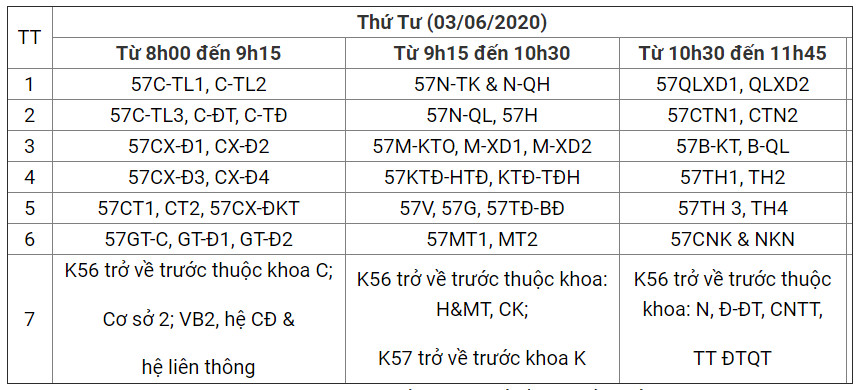 TT
Thứ Tư (03/06/2020)
Từ 8h00 đến 9h15 Từ 9h15 đến 10h30 Từ 10h30 đến 11h45
1 57C-TL1, C-TL2 57N-TK & N-QH 57QLXD1, QLXD2
2 57C-TL3, C-ĐT, C-TĐ 57N-QL, 57H 57CTN1, CTN2
3 57CX-Đ1, CX-Đ2 57M-KTO, M-XD1, M-XD2 57B-KT, B-QL
4 57CX-Đ3, CX-Đ4 57KTĐ-HTĐ, KTĐ-TĐH 57TH1, TH2
5 57CT1, CT2, 57CX-ĐKT 57V, 57G, 57TĐ-BĐ 57TH 3, TH4
6 57GT-C, GT-Đ1, GT-Đ2 57MT1, MT2 57CNK & NKN
7
K56 trở về trước thuộc khoa C;
Cơ sở 2; VB2, hệ CĐ &
hệ liên thông
K56 trở về trước thuộc khoa:
H&MT, CK;
K57 trở về trước khoa K
K56 trở về trước thuộc
khoa: N, Đ-ĐT, CNTT,
TT ĐTQT